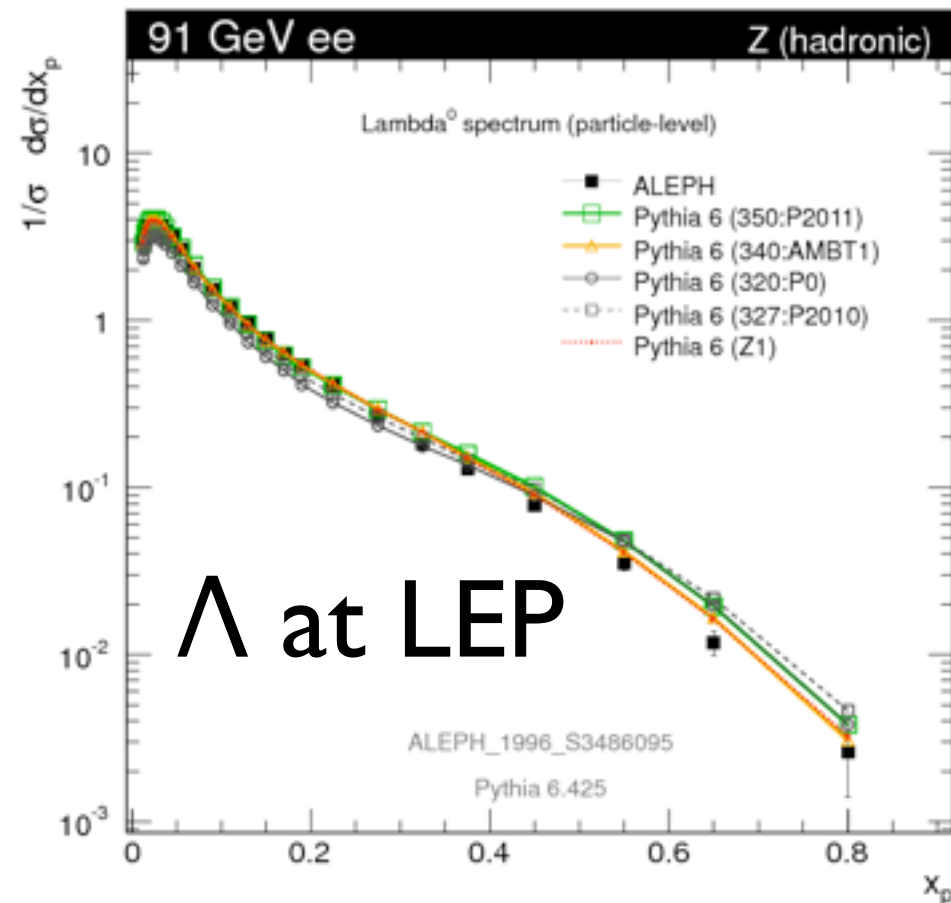 91 GeV ee
Z (hadronic)
1/σ dσ/dx_p
Lambda⁰ spectrum (particle-level)
ALEPH
Pythia 6 (350:P2011)
Pythia 6 (340:AMBT1)
Pythia 6 (320:P0)
Pythia 6 (327:P2010)
Pythia 6 (Z1)
10
1
10⁻¹
10⁻²
10⁻³
Λ at LEP
ALEPH_1996_S3486095
Pythia 6.425
0 0.2 0.4 0.6 0.8
x_p